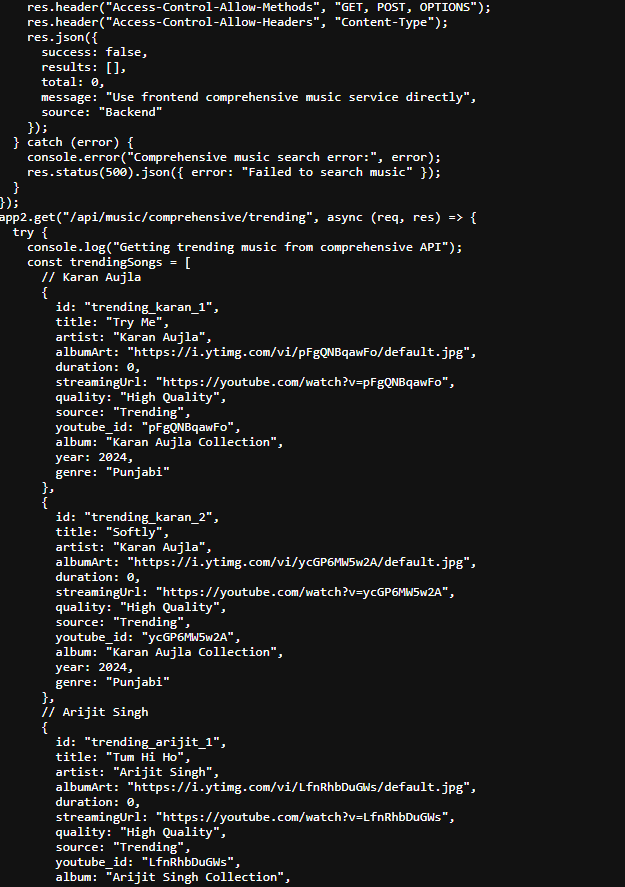 res.header("Access-Control-Allow-Methods", "GET, POST, OPTIONS");
res.header("Access-Control-Allow-Headers", "Content-Type");
res.json({
success: false,
results: [],
total: 0,
message: "Use frontend comprehensive music service directly",
source: "Backend"
});
} catch (error) {
console.error("Comprehensive music search error:", error);
res.status(500).json({ error: "Failed to search music" });
}
});
app2.get("/api/music/comprehensive/trending", async (req, res) => {
try {
console.log("Getting trending music from comprehensive API");
const trendingSongs = [
// Karan Aujla
{
id: "trending_karan_1",
title: "Try Me",
artist: "Karan Aujla",
albumArt: "https://i.ytimg.com/vi/pFgQNBqawFo/default.jpg",
duration: 0,
streamingUrl: "https://youtube.com/watch?v=pFgQNBqawFo",
quality: "High Quality",
source: "Trending",
youtube_id: "pFgQNBqawFo",
album: "Karan Aujla Collection",
year: 2024,
genre: "Punjabi"
},
{
id: "trending_karan_2",
title: "Softly",
artist: "Karan Aujla",
albumArt: "https://i.ytimg.com/vi/ycGP6MW5w2A/default.jpg",
duration: 0,
streamingUrl: "https://youtube.com/watch?v=ycGP6MW5w2A",
quality: "High Quality",
source: "Trending",
youtube_id: "ycGP6MW5w2A",
album: "Karan Aujla Collection",
year: 2024,
genre: "Punjabi"
},
// Arijit Singh
{
id: "trending_arijit_1",
title: "Tum Hi Ho",
artist: "Arijit Singh",
albumArt: "https://i.ytimg.com/vi/LfnRhbDuGWs/default.jpg",
duration: 0,
streamingUrl: "https://youtube.com/watch?v=LfnRhbDuGWs",
quality: "High Quality",
source: "Trending",
youtube_id: "LfnRhbDuGWs",
album: "Arijit Singh Collection",